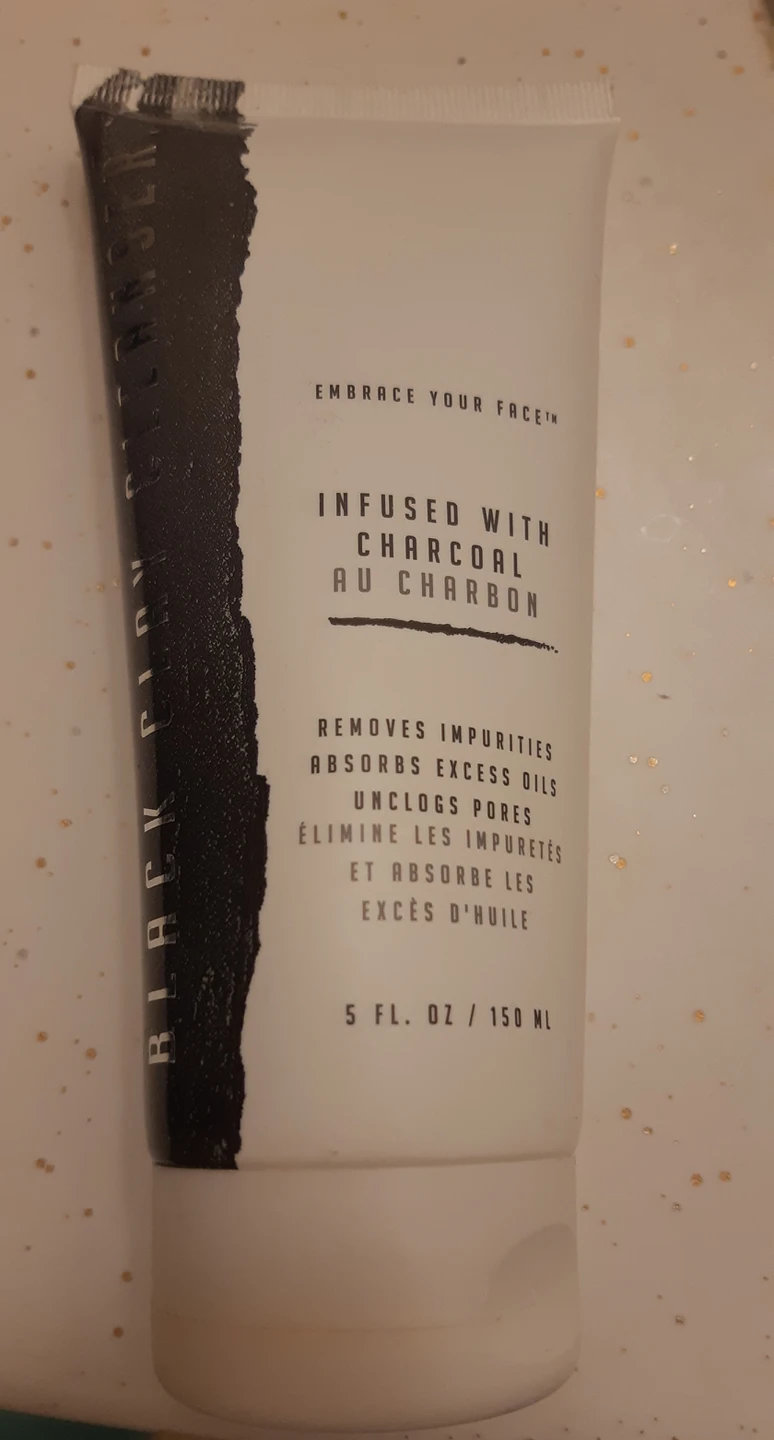 BLACK CLAY CLEANSER
EMBRACE YOUR FACE™
INFUSED WITH
CHARCOAL
AU CHARBON
REMOVES IMPURITIES
ABSORBS EXCESS OILS
UNCLOGS PORES
ÉLIMINE LES IMPURETÉS
ET ABSORBE LES
EXCÈS D'HUILE
5 FL. OZ / 150 ML